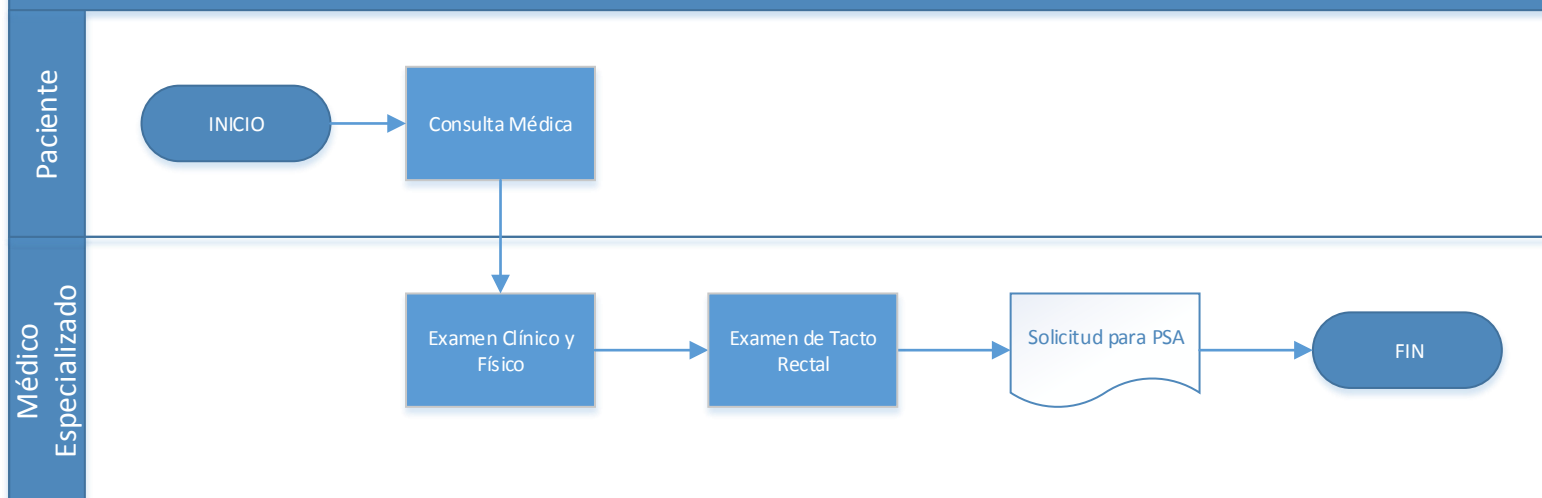 Paciente
INICIO
Consulta Médica
Médico
Especializado
Examen Clínico y
Físico
Examen de Tacto
Rectal
Solicitud para PSA
FIN